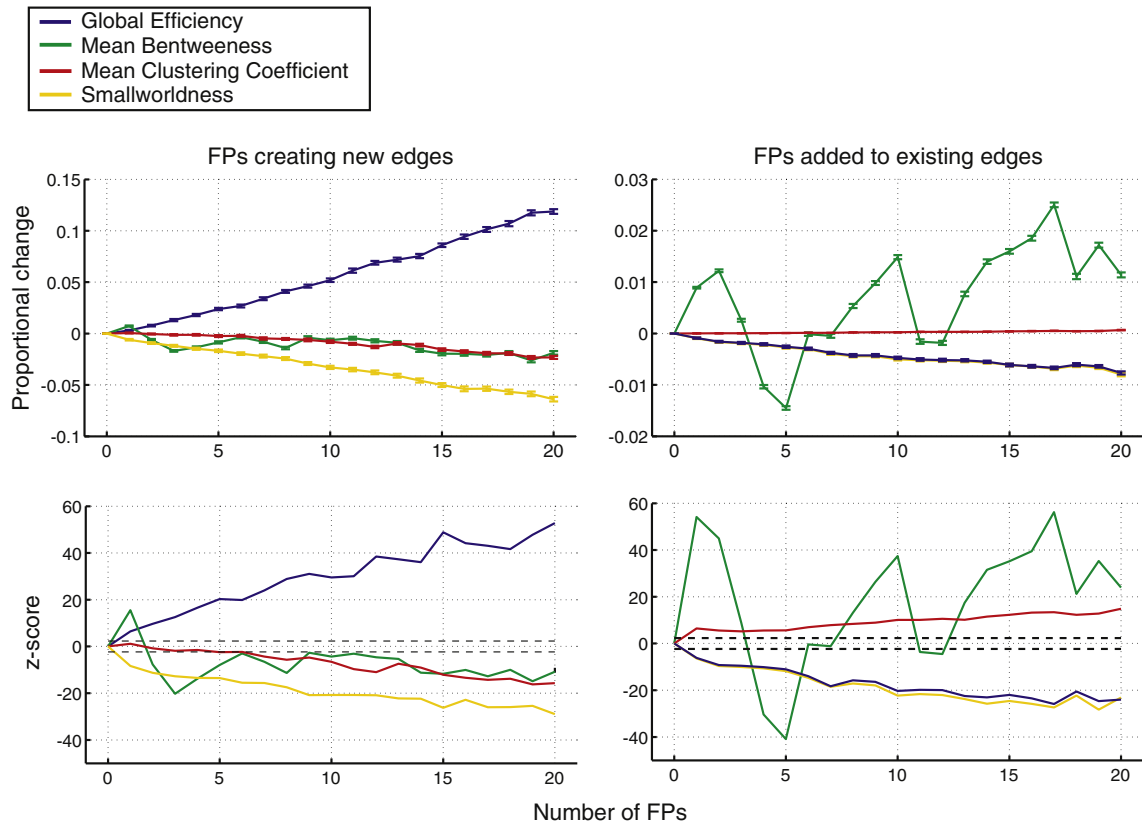 Global Efficiency
Mean Bentweeness
Mean Clustering Coefficient
Smallworldness
FPs creating new edges
FPs added to existing edges
Proportional change
0.15
0.1
0.05
0
-0.05
-0.1
0 5 10 15 20
0.03
0.02
0.01
0
-0.01
-0.02
0 5 10 15 20
z-score
60
40
20
0
-20
-40
0 5 10 15 20
60
40
20
0
-20
-40
0 5 10 15 20
Number of FPs